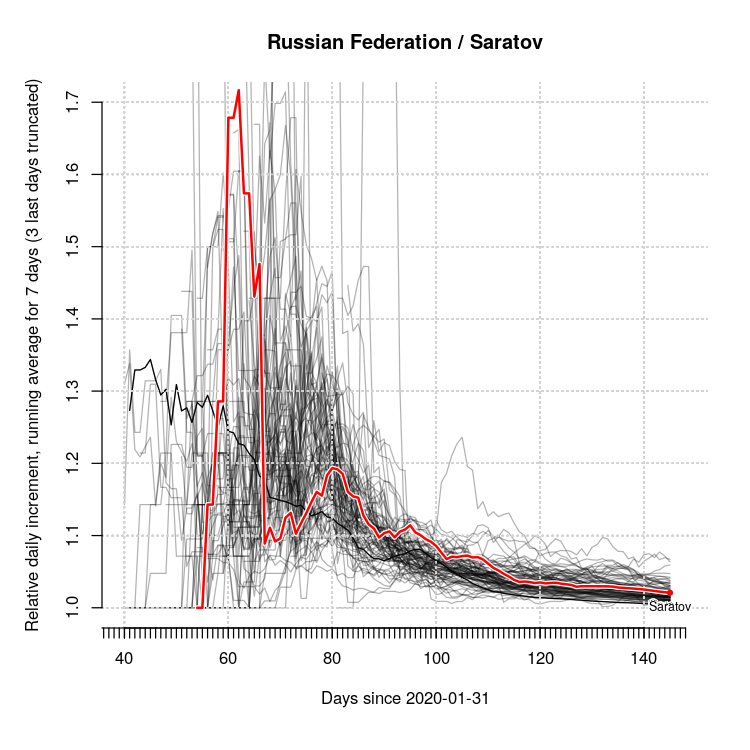 Russian Federation / Saratov
Relative daily increment, running average for 7 days (3 last days truncated)
1.7
1.6
1.5
1.4
1.3
1.2
1.1
1.0
Saratov
40 60 80 100 120 140
Days since 2020-01-31